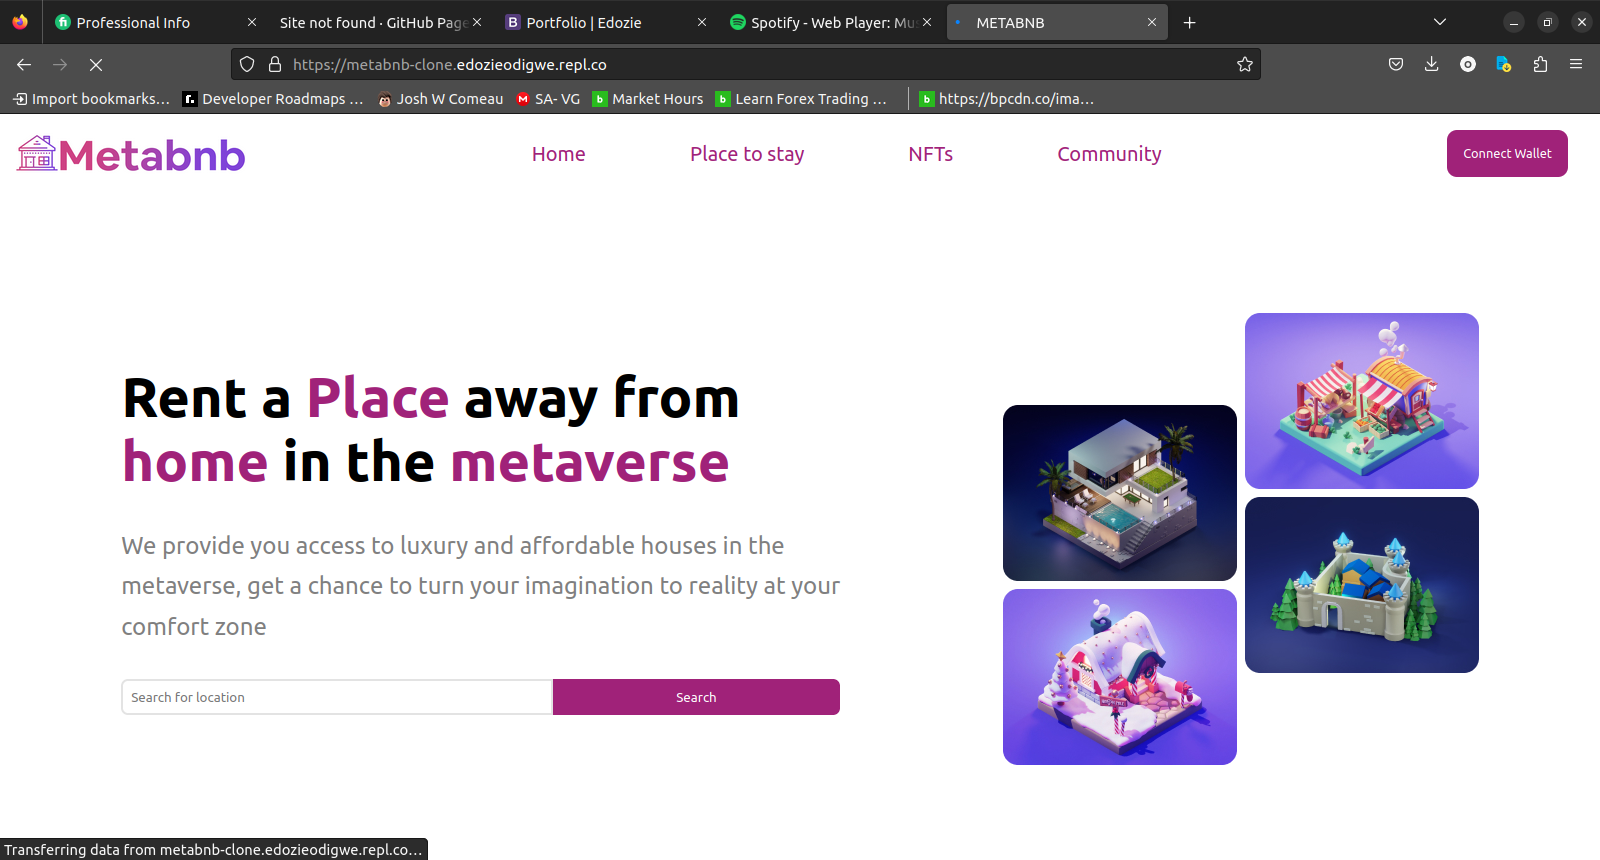 Professional Info
Site not found · GitHub Page
Portfolio | Edozie
Spotify - Web Player: Mu
METABNB
https://metabnb-clone.edozieodigwe.repl.co
Import bookmarks…
Developer Roadmaps …
Josh W Comeau
SA- VG
Market Hours
Learn Forex Trading …
https://bpcdn.co/ima…
Metabnb
Home
Place to stay
NFTs
Community
Connect Wallet
Rent a Place away from
home in the metaverse
We provide you access to luxury and affordable houses in the
metaverse, get a chance to turn your imagination to reality at your
comfort zone
Search for location
Search
Transferring data from metabnb-clone.edozieodigwe.repl.co…